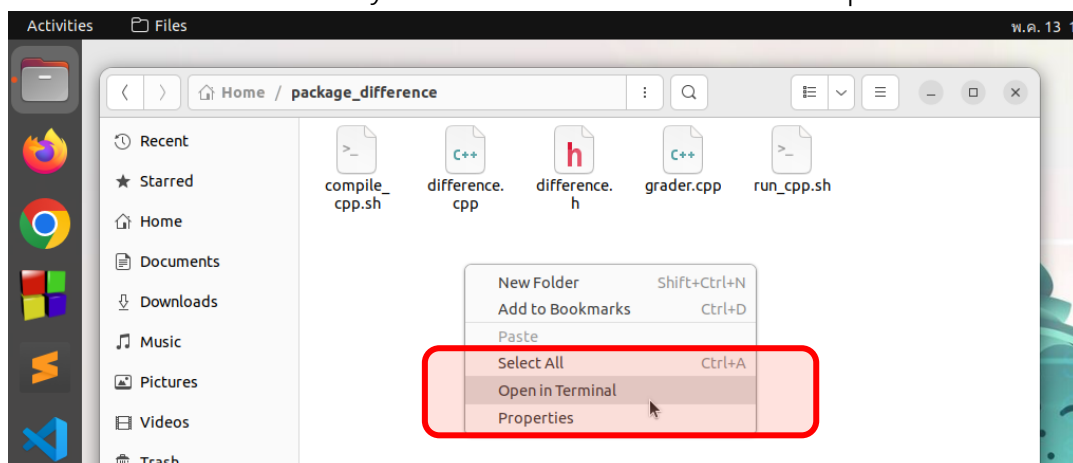 Activities Files พ.ค. 13
Home / package_difference
Recent
Starred
Home
Documents
Downloads
Music
Pictures
Videos
Trash
>_ C++ h C++ >_
compile_
cpp.sh
difference.
cpp
difference.
h
grader.cpp
run_cpp.sh
New Folder Shift+Ctrl+N
Add to Bookmarks Ctrl+D
Paste
Select All Ctrl+A
Open in Terminal
Properties